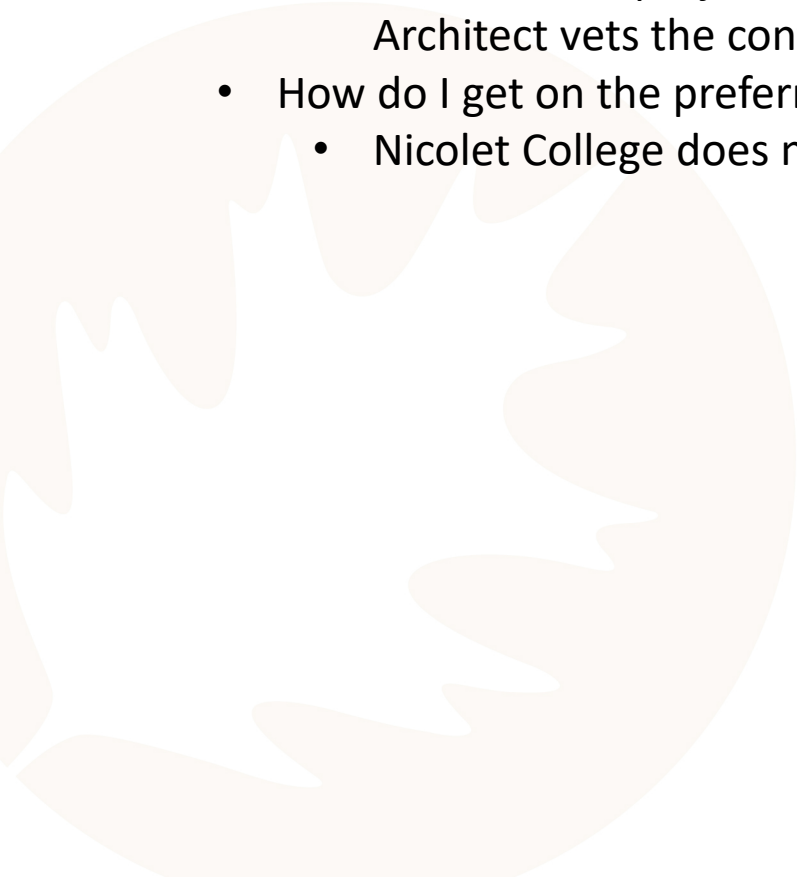 Architect vets the con
• How do I get on the prefer
• Nicolet College does n